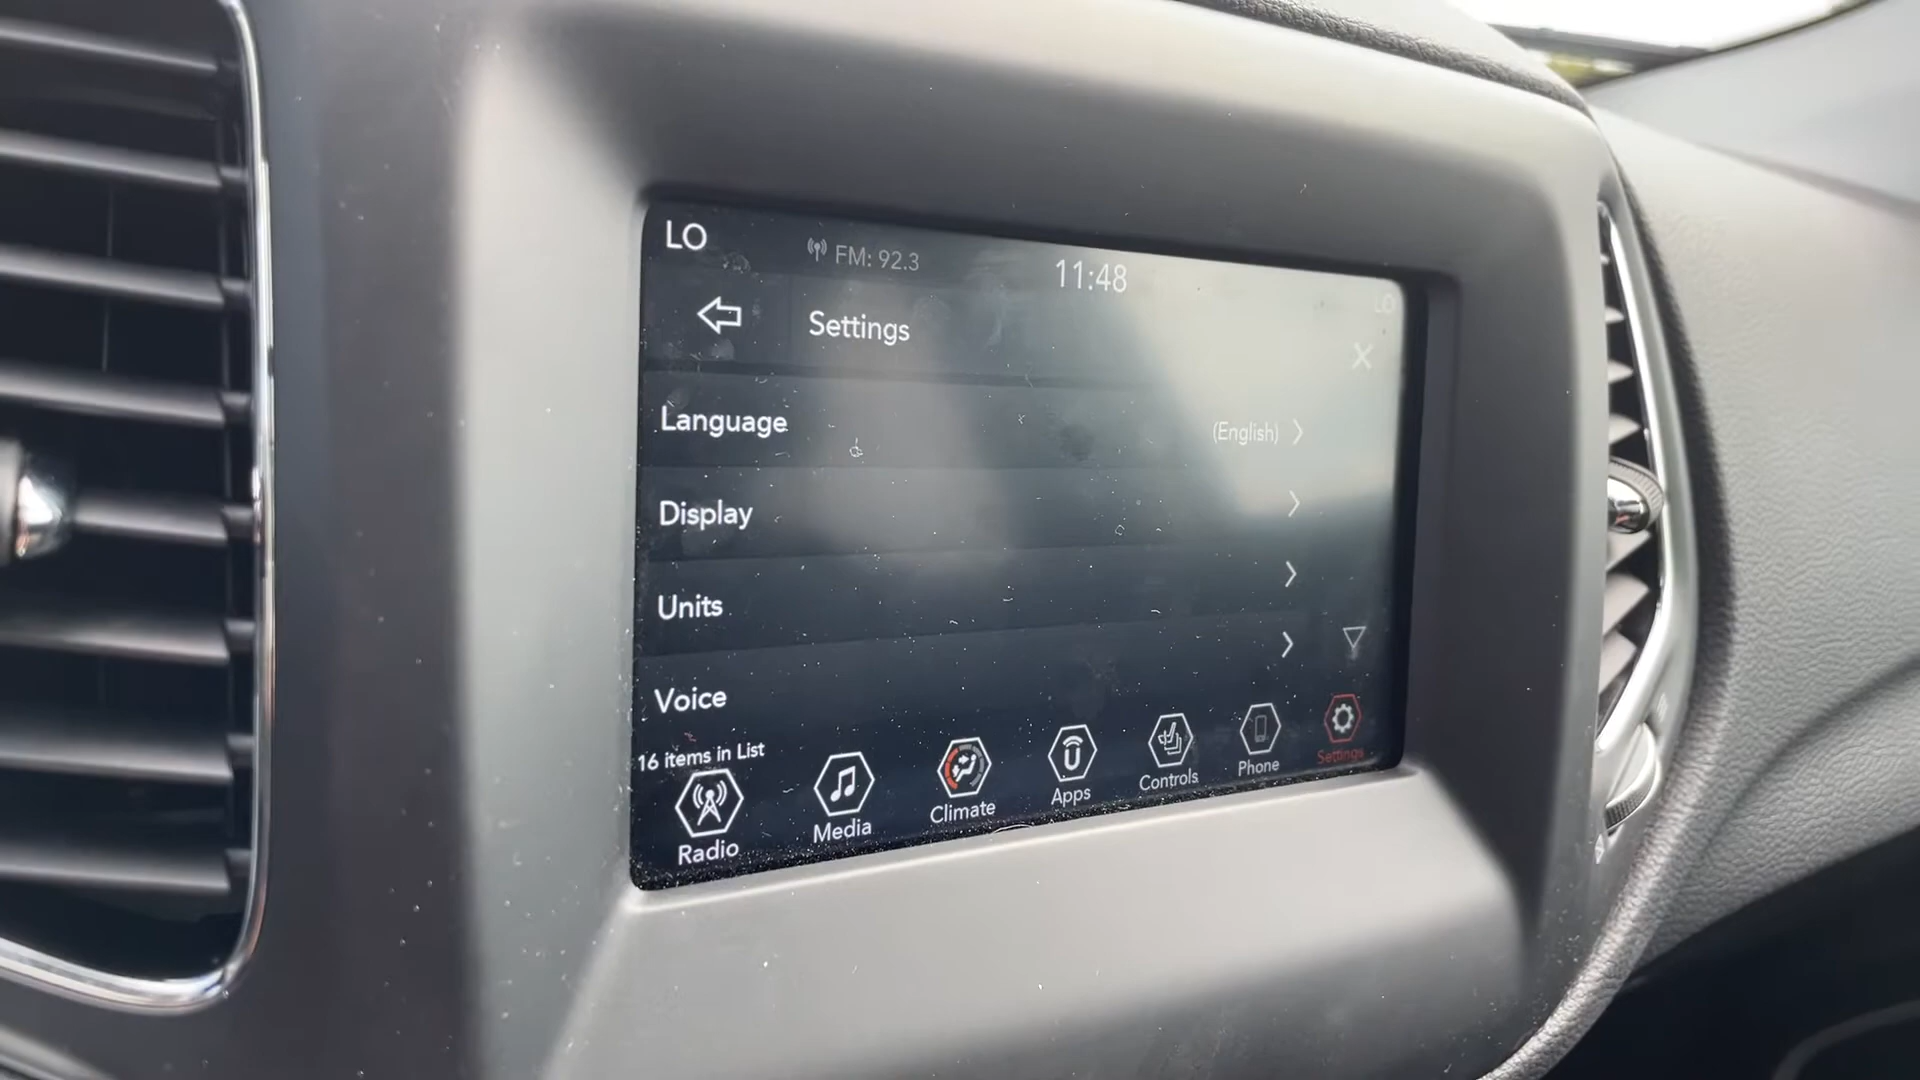 LO
FM: 92.3
11:48
LO
Settings
Language
(English)
Display
Units
Voice
16 items in List
Radio
Media
Climate
Apps
Controls
Phone
Settings